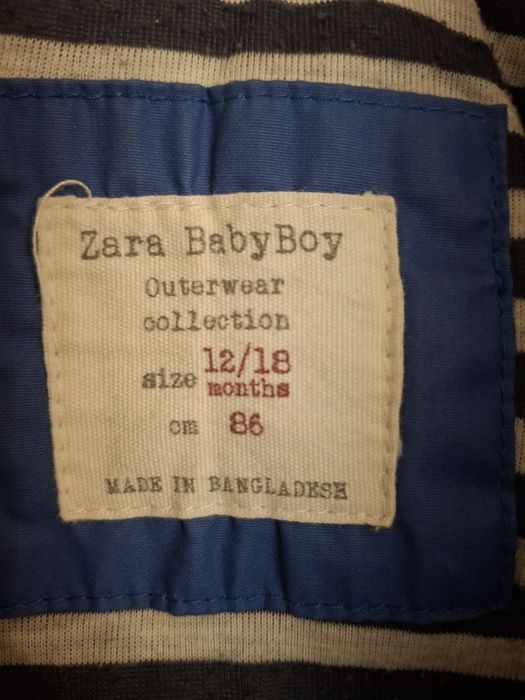 Zara BabyBoy
Outerwear
collection
size 12/18 months
cm 86
MADE IN BANGLADESH